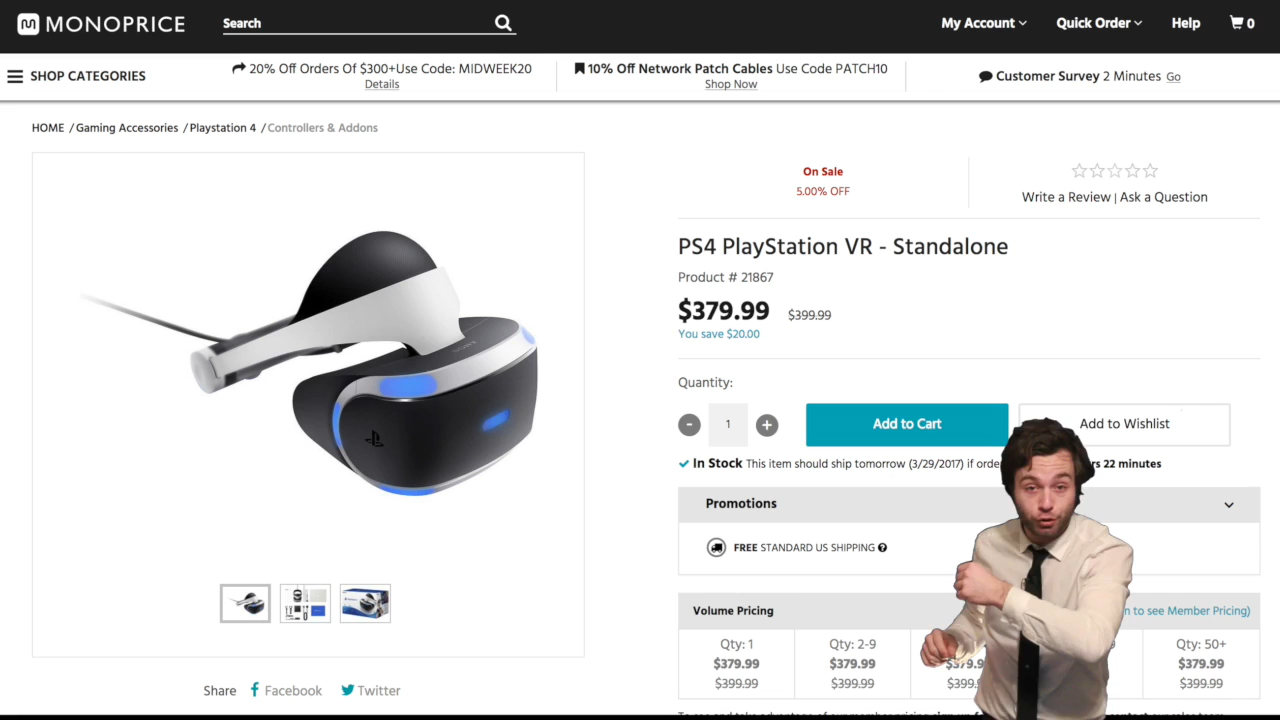 MONOPRICE
Search
My Account
Quick Order
Help
0
SHOP CATEGORIES
20% Off Orders Of $300+Use Code: MIDWEEK20
Details
10% Off Network Patch Cables Use Code PATCH10
Shop Now
Customer Survey 2 Minutes Go
HOME / Gaming Accessories / Playstation 4 / Controllers & Addons
On Sale
5.00% OFF
Write a Review | Ask a Question
PS4 PlayStation VR - Standalone
Product # 21867
$379.99 $399.99
You save $20.00
Quantity:
- 1 +
Add to Cart
Add to Wishlist
In Stock This item should ship tomorrow (3/29/2017) if 22 minutes
Promotions
FREE STANDARD US SHIPPING
Volume Pricing
to see Member Pricing)
Qty: 1 Qty: 2-9 Qty: 50+
$379.99 $379.99 $379.99
$399.99 $399.99 $399.99
SONY
Share Facebook Twitter